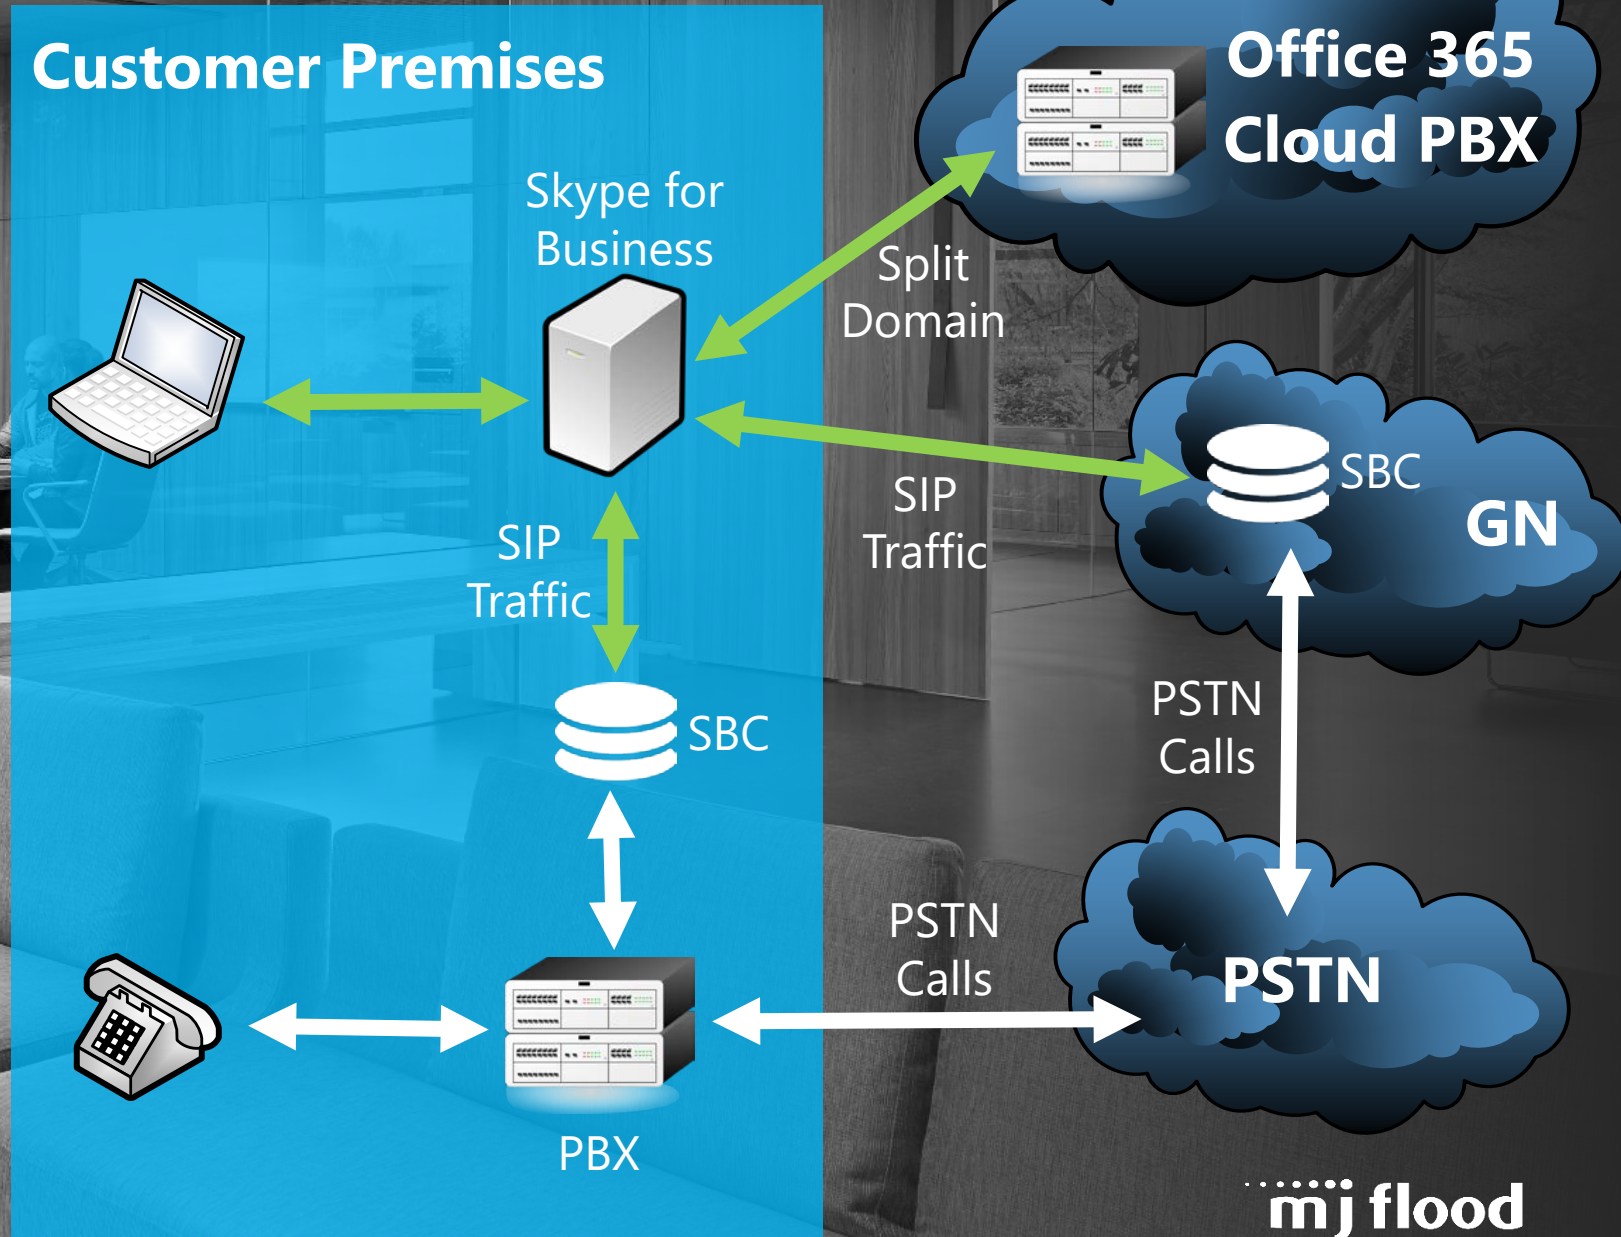 Customer Premises
Office 365
Cloud PBX
Skype for
Business
Split
Domain
SBC
GN
SIP
Traffic
SIP
Traffic
PSTN
Calls
SBC
PSTN
Calls
PSTN
PBX
mj flood